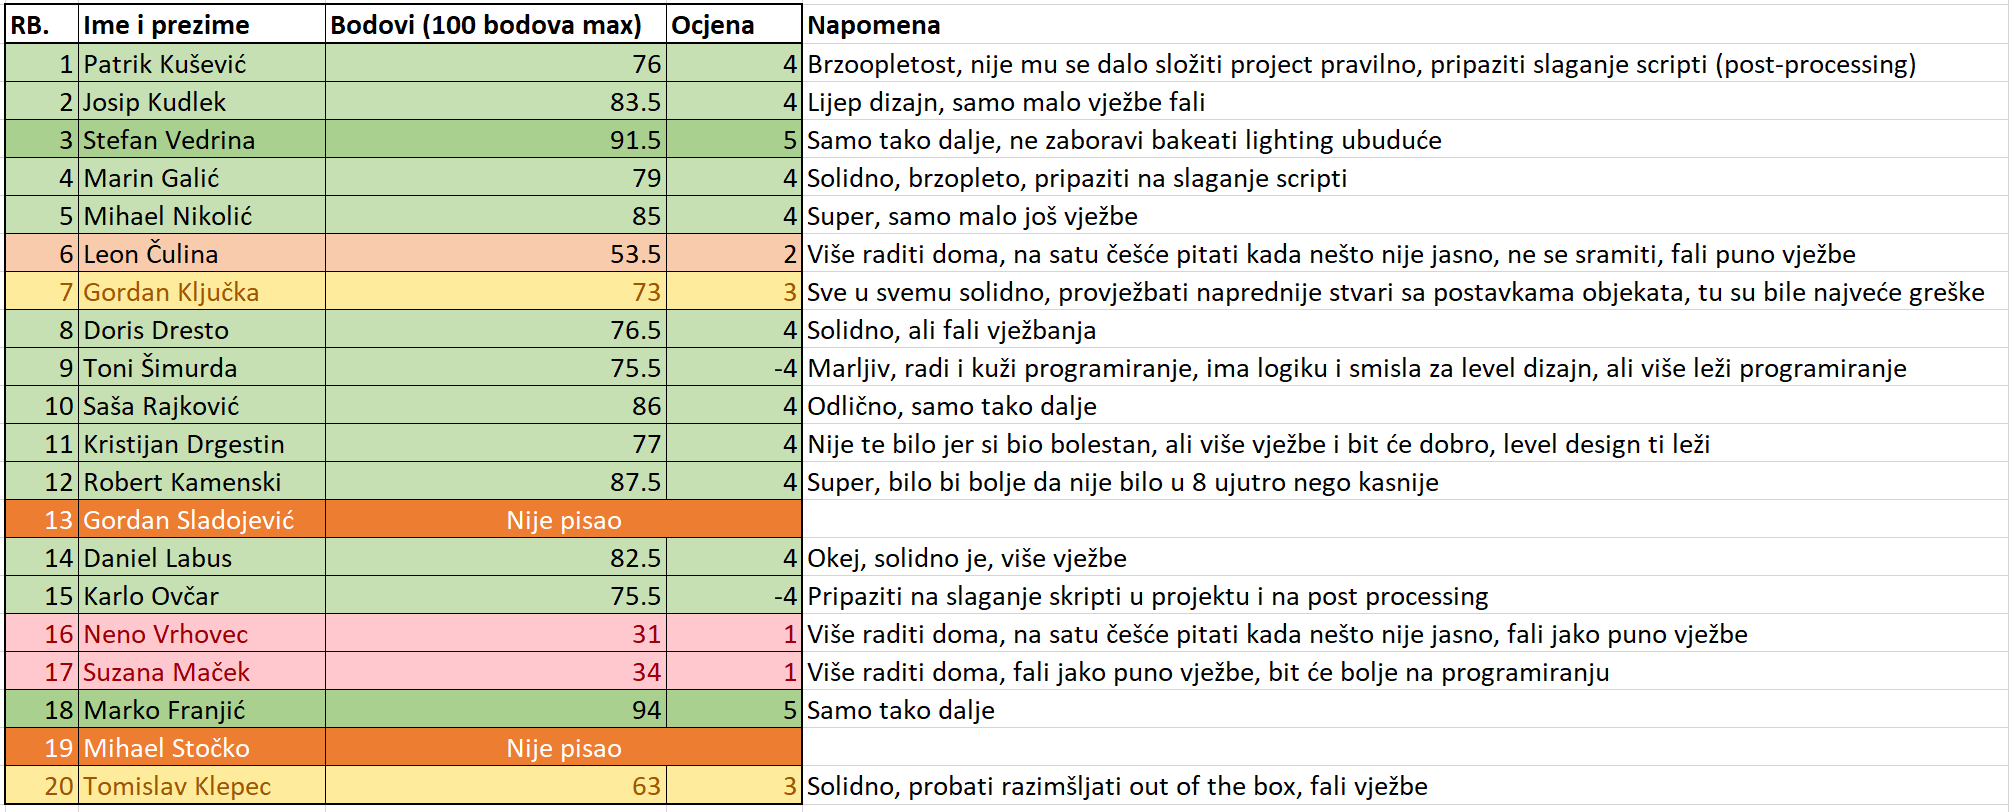 RB. Ime i prezime Bodovi (100 bodova max) Ocjena Napomena
1 Patrik Kušević 76 4 Brzoopletost, nije mu se dalo složiti project pravilno, pripaziti slaganje scripti (post-processing)
2 Josip Kudlek 83.5 4 Lijep dizajn, samo malo vježbe fali
3 Stefan Vedrina 91.5 5 Samo tako dalje, ne zaboravi bakeati lighting ubuduće
4 Marin Galić 79 4 Solidno, brzopleto, pripaziti na slaganje scripti
5 Mihael Nikolić 85 4 Super, samo malo još vježbe
6 Leon Čulina 53.5 2 Više raditi doma, na satu češće pitati kada nešto nije jasno, ne se sramiti, fali puno vježbe
7 Gordan Ključka 73 3 Sve u svemu solidno, provježbati naprednije stvari sa postavkama objekata, tu su bile najveće greške
8 Doris Dresto 76.5 4 Solidno, ali fali vježbanja
9 Toni Šimurda 75.5 -4 Marljiv, radi i kuži programiranje, ima logiku i smisla za level dizajn, ali više leži programiranje
10 Saša Rajković 86 4 Odlično, samo tako dalje
11 Kristijan Drgestin 77 4 Nije te bilo jer si bio bolestan, ali više vježbe i bit će dobro, level design ti leži
12 Robert Kamenski 87.5 4 Super, bilo bi bolje da nije bilo u 8 ujutro nego kasnije
13 Gordan Sladojević Nije pisao
14 Daniel Labus 82.5 4 Okej, solidno je, više vježbe
15 Karlo Ovčar 75.5 -4 Pripaziti na slaganje skripti u projektu i na post processing
16 Neno Vrhovec 31 1 Više raditi doma, na satu češće pitati kada nešto nije jasno, fali jako puno vježbe
17 Suzana Maček 34 1 Više raditi doma, fali jako puno vježbe, bit će bolje na programiranju
18 Marko Franjić 94 5 Samo tako dalje
19 Mihael Stočko Nije pisao
20 Tomislav Klepec 63 3 Solidno, probati razimšljati out of the box, fali vježbe